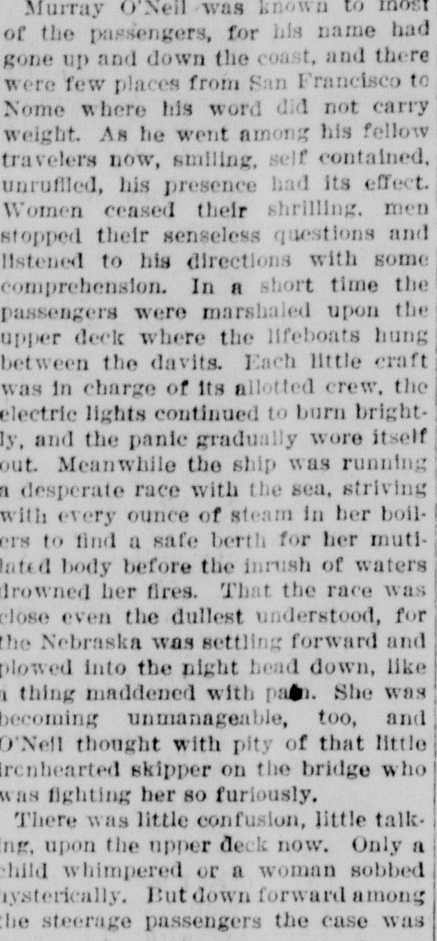 Murray O'Neil was known to most
of the passengers, for his name had
gone up and down the coast, and there
were few places from San Francisco to
Nome where his word did not carry
weight. As he went among his fellow
travelers now, smiling, self contained,
unruffled, his presence had its effect.
Women ceased their shrilling, men
stopped their senseless questions and
listened to his directions with some
comprehension. In a short time the
passengers were marshaled upon the
upper deck where the lifeboats hung
between the davits. Each little craft
was in charge of its allotted crew, the
electric lights continued to burn bright-
ly, and the panic gradually wore itself
out. Meanwhile the ship was running
a desperate race with the sea, striving
with every ounce of steam in her boil-
ers to find a safe berth for her muti-
lated body before the inrush of waters
drowned her fires. That the race was
close even the dullest understood, for
the Nebraska was settling forward and
plowed into the night head down, like
a thing maddened with pain. She was
becoming unmanageable, too, and
O'Neil thought with pity of that little
ironhearted skipper on the bridge who
was fighting her so furiously.
There was little confusion, little talk-
ing, upon the upper deck now. Only a
child whimpered or a woman sobbed
hysterically. But down forward among
the steerage passengers the case was